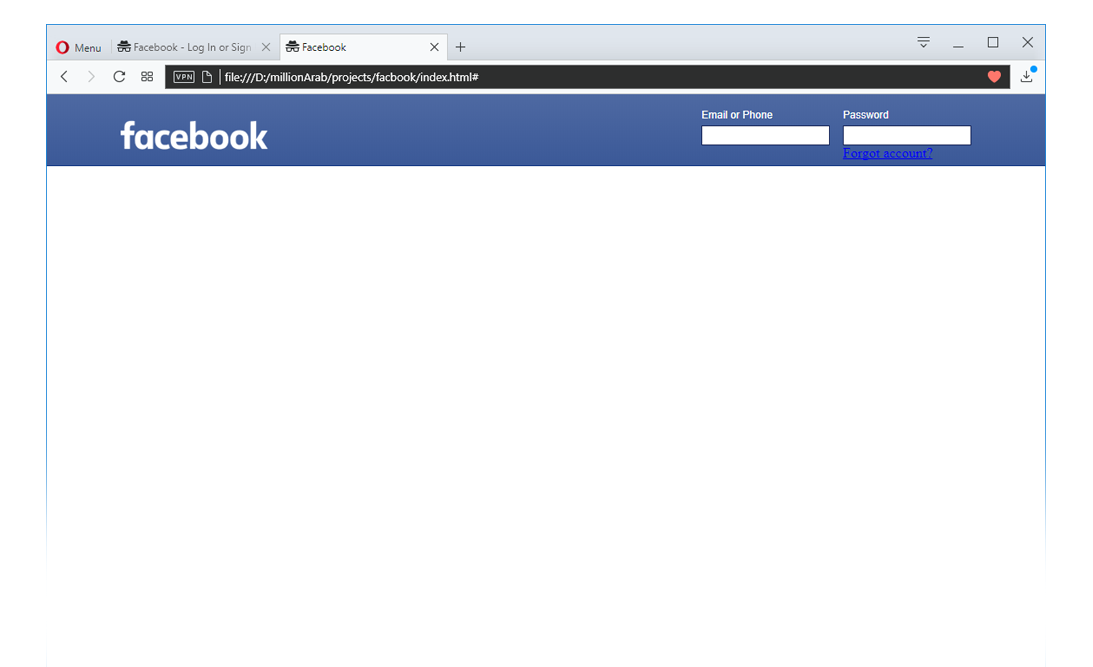 Menu
Facebook - Log In or Sign
Facebook
VPN
file:///D:/millionArab/projects/facbook/index.html#
facebook
Email or Phone
Password
Forgot account?